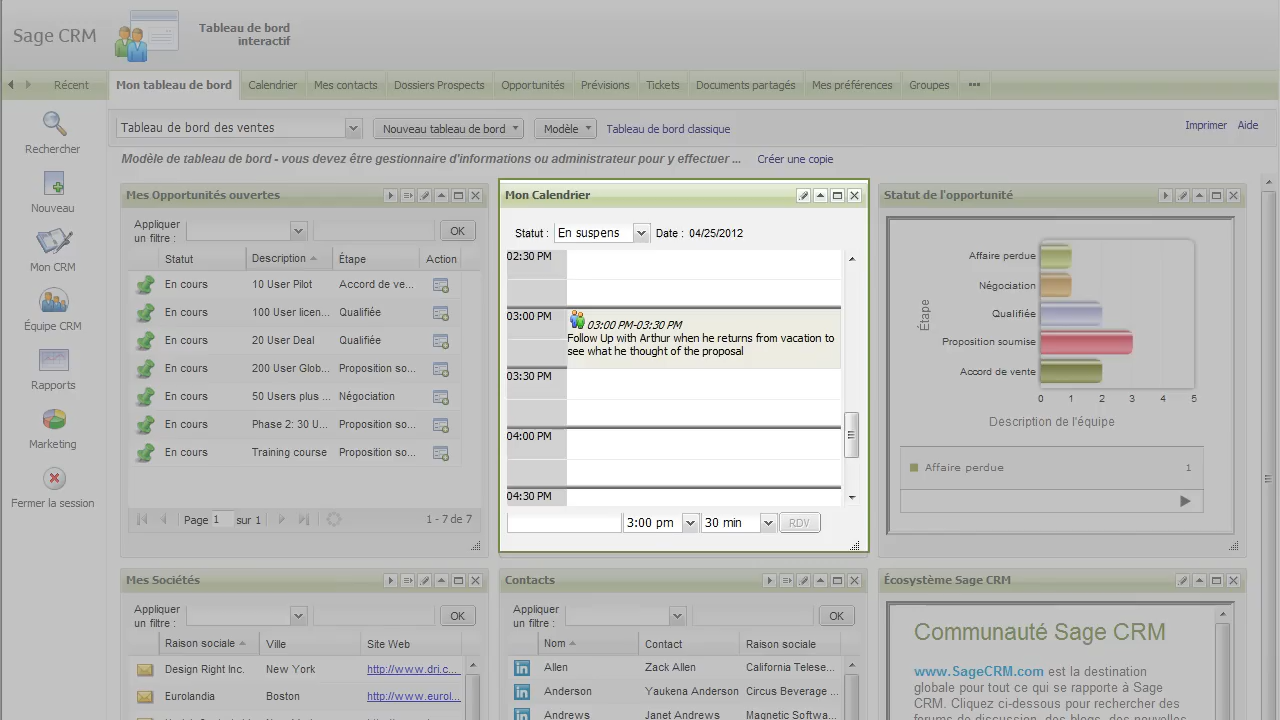 Sage CRM
Tableau de bord
interactif
Récent
Mon tableau de bord
Calendrier
Mes contacts
Dossiers Prospects
Opportunités
Prévisions
Tickets
Documents partagés
Mes préférences
Groupes
•••
Rechercher
Nouveau
Mon CRM
Équipe CRM
Rapports
Marketing
Fermer la session
Tableau de bord des ventes
Nouveau tableau de bord
Modèle
Tableau de bord classique
Imprimer
Aide
Modèle de tableau de bord - vous devez être gestionnaire d'informations ou administrateur pour y effectuer ...
Créer une copie
Mes Opportunités ouvertes
Appliquer
un filtre :
OK
Statut Description Étape Action
En cours 10 User Pilot Accord de ve...
En cours 100 User licen... Qualifiée
En cours 20 User Deal Qualifiée
En cours 200 User Glob... Proposition so...
En cours 50 Users plus ... Négociation
En cours Phase 2: 30 U... Proposition so...
En cours Training course Proposition so...
Page 1 sur 1
1 - 7 de 7
Mon Calendrier
Statut : En suspens Date : 04/25/2012
02:30 PM
03:00 PM
03:00 PM-03:30 PM
Follow Up with Arthur when he returns from vacation to
see what he thought of the proposal
03:30 PM
04:00 PM
04:30 PM
3:00 pm 30 min RDV
Statut de l'opportunité
Étape
Affaire perdue
Négociation
Qualifiée
Proposition soumise
Accord de vente
0 1 2 3 4 5
Description de l'équipe
Affaire perdue 1
Mes Sociétés
Appliquer
un filtre :
OK
Raison sociale Ville Site Web
Design Right Inc. New York http://www.dri.c...
Eurolandia Boston http://www.eurol...
Contacts
Appliquer
un filtre :
OK
Nom Contact Raison sociale
Allen Zack Allen California Telese...
Anderson Yaukena Anderson Circus Beverage ...
Andrews Janet Andrews Magnetic Softwa...
Écosystème Sage CRM
Communauté Sage CRM
www.SageCRM.com est la destination
globale pour tout ce qui se rapporte à Sage
CRM. Cliquez ci-dessous pour rechercher des
forums de discussion, des blogs, des nouvelles